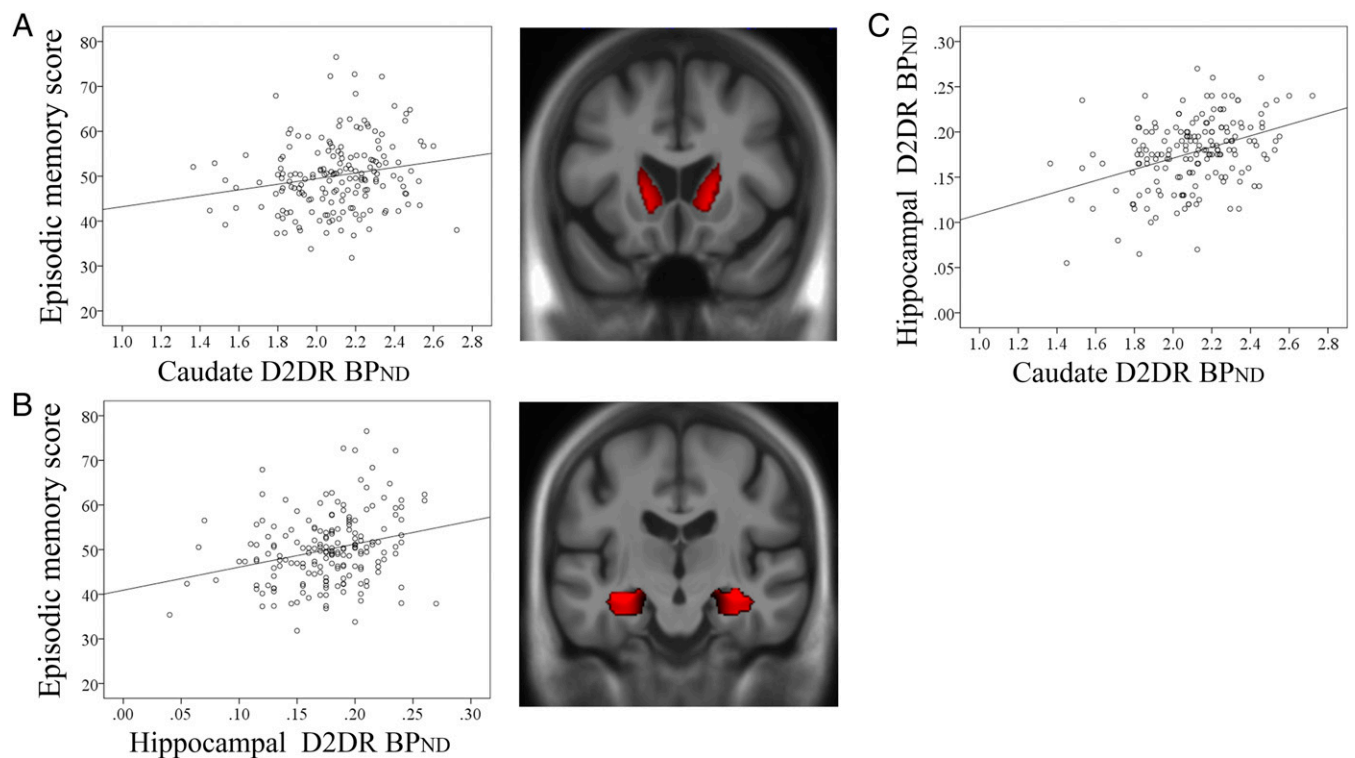 A
Episodic memory score
80
70
60
50
40
30
20
1.0 1.2 1.4 1.6 1.8 2.0 2.2 2.4 2.6 2.8
Caudate D2DR BPND
B
Episodic memory score
80
70
60
50
40
30
20
.00 .05 .10 .15 .20 .25 .30
Hippocampal D2DR BPND
C
Hippocampal D2DR BPND
.30
.25
.20
.15
.10
.05
.00
1.0 1.2 1.4 1.6 1.8 2.0 2.2 2.4 2.6 2.8
Caudate D2DR BPND